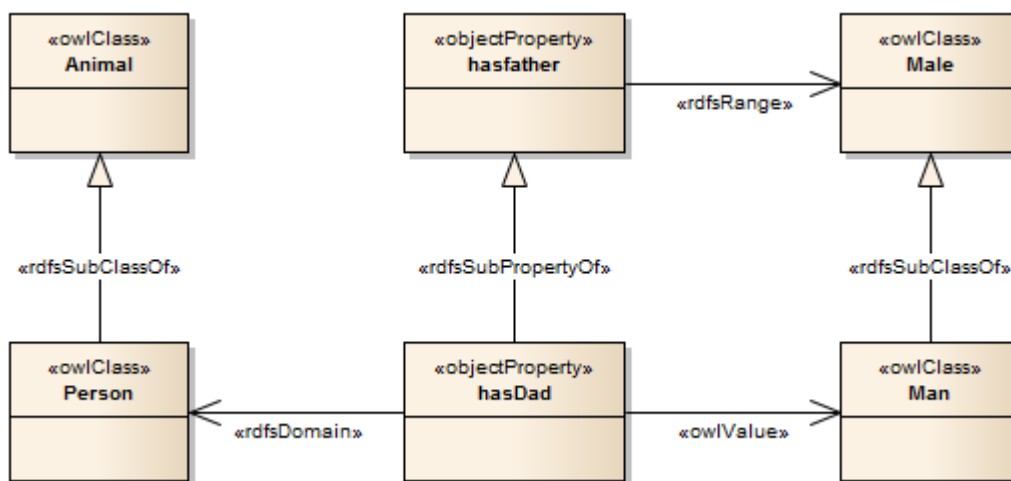 «owlClass»
Animal
«objectProperty»
hasfather
«owlClass»
Male
«rdfsRange»
«rdfsSubClassOf»
«rdfsSubPropertyOf»
«rdfsSubClassOf»
«owlClass»
Person
«objectProperty»
hasDad
«owlClass»
Man
«rdfsDomain»
«owlValue»